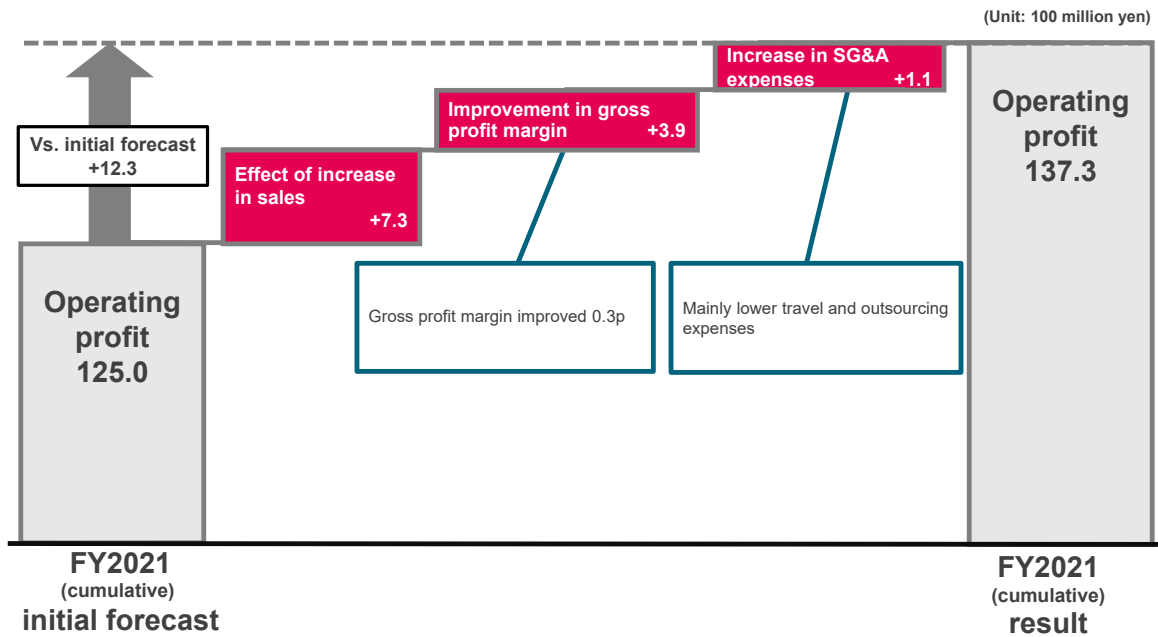 (Unit: 100 million yen)
Vs. initial forecast
+12.3
Operating
profit
125.0
Effect of increase
in sales
+7.3
Improvement in gross
profit margin +3.9
Increase in SG&A
expenses +1.1
Gross profit margin improved 0.3p
Mainly lower travel and outsourcing
expenses
Operating
profit
137.3
FY2021
(cumulative)
initial forecast
FY2021
(cumulative)
result